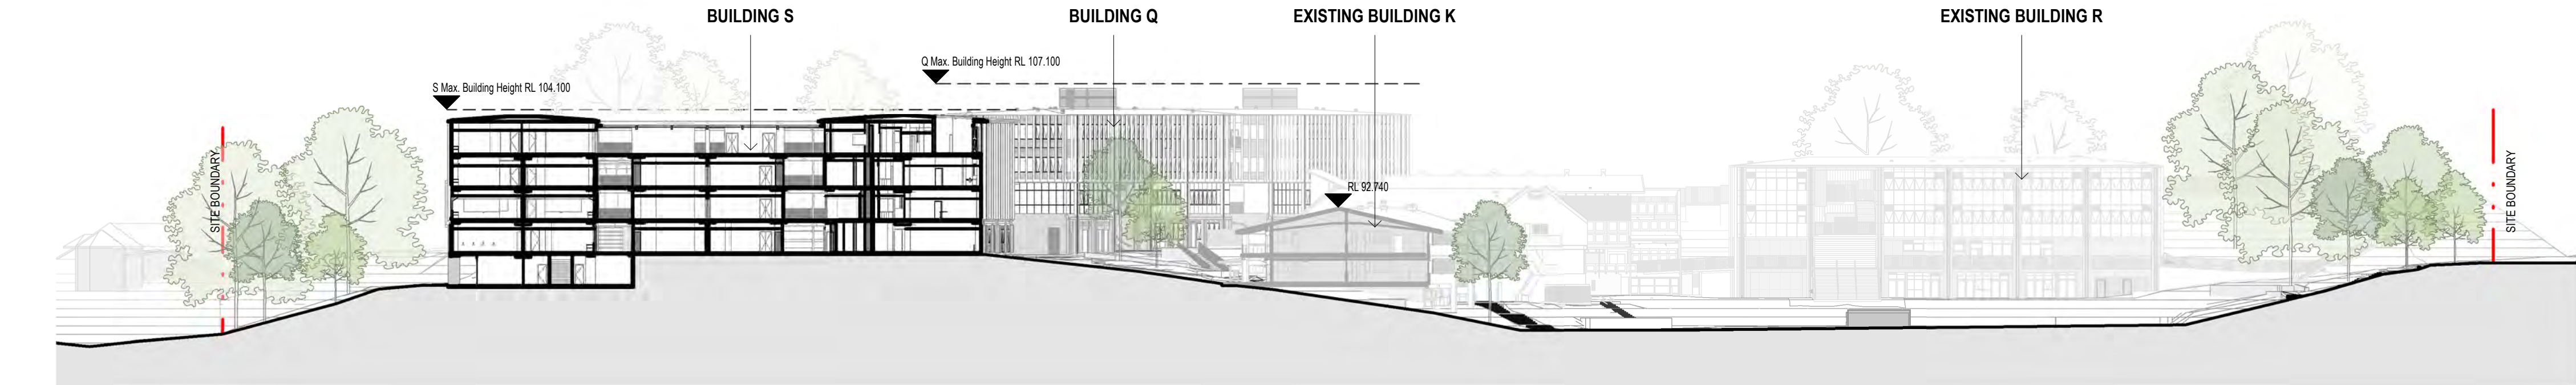 BUILDING S
BUILDING Q
EXISTING BUILDING K
EXISTING BUILDING R
Q Max. Building Height RL 107.100
S Max. Building Height RL 104.100
SITE BOUNDARY
RL 92.740
SITE BOUNDARY